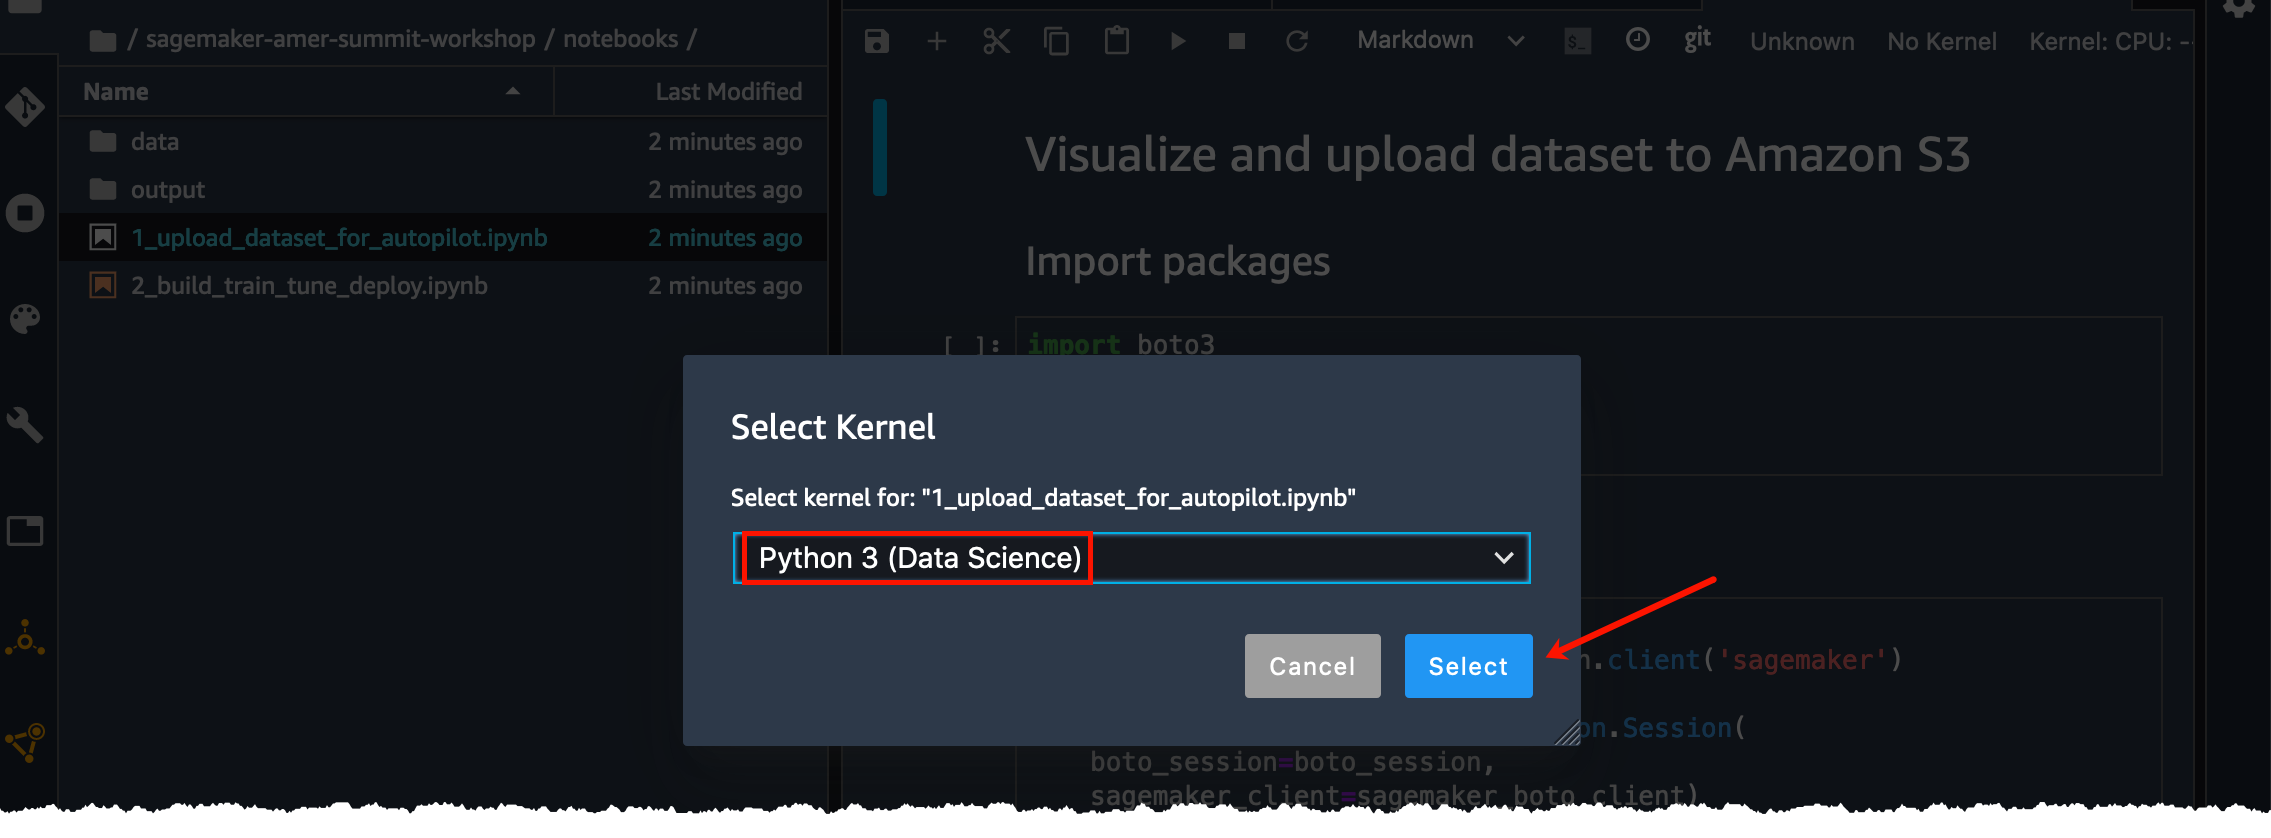 / sagemaker-amer-summit-workshop / notebooks /
Name Last Modified
data 2 minutes ago
output 2 minutes ago
1_upload_dataset_for_autopilot.ipynb 2 minutes ago
2_build_train_tune_deploy.ipynb 2 minutes ago
Markdown $_ git Unknown No Kernel Kernel: CPU: --
Visualize and upload dataset to Amazon S3
Import packages
[ ]: import boto3
Select Kernel
Select kernel for: "1_upload_dataset_for_autopilot.ipynb"
Python 3 (Data Science)
Cancel Select
n.client('sagemaker')
on.Session(
boto_session=boto_session,
sagemaker_client=sagemaker_boto_client)